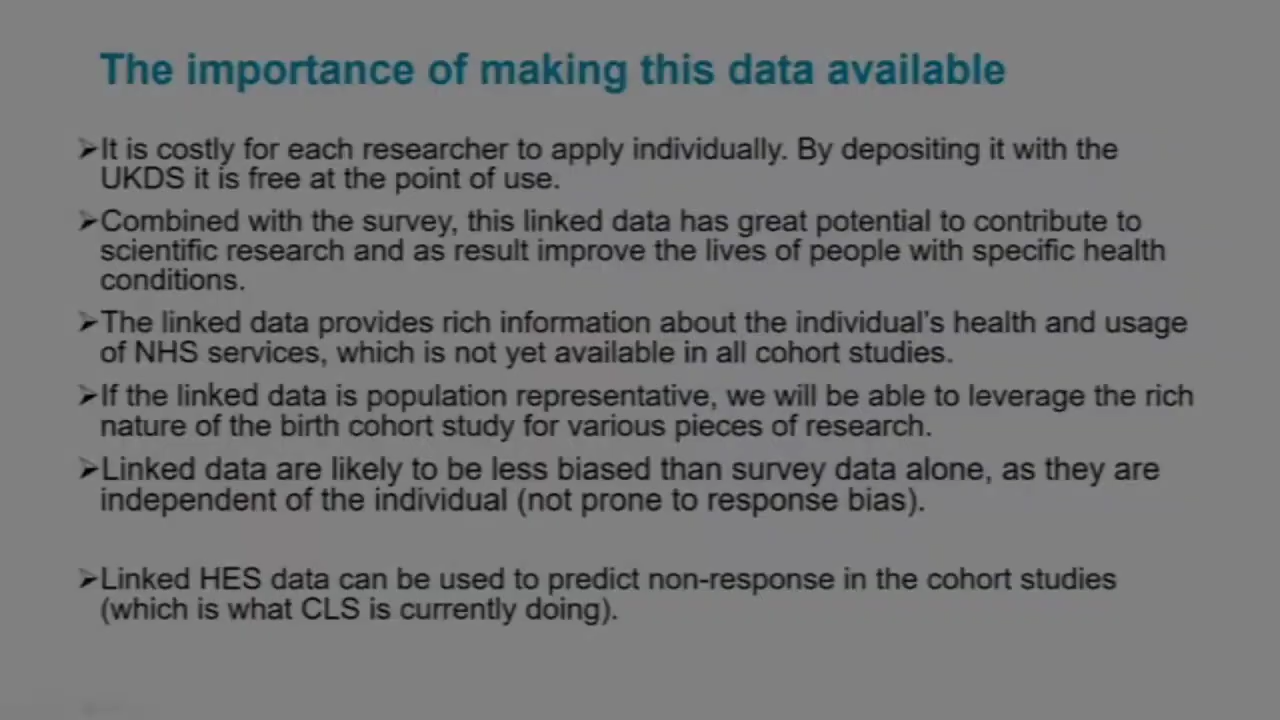 The importance of making this data available
➢It is costly for each researcher to apply individually. By depositing it with the
UKDS it is free at the point of use.
➢Combined with the survey, this linked data has great potential to contribute to
scientific research and as result improve the lives of people with specific health
conditions.
➢The linked data provides rich information about the individual's health and usage
of NHS services, which is not yet available in all cohort studies.
➢If the linked data is population representative, we will be able to leverage the rich
nature of the birth cohort study for various pieces of research.
➢Linked data are likely to be less biased than survey data alone, as they are
independent of the individual (not prone to response bias).
➢Linked HES data can be used to predict non-response in the cohort studies
(which is what CLS is currently doing).